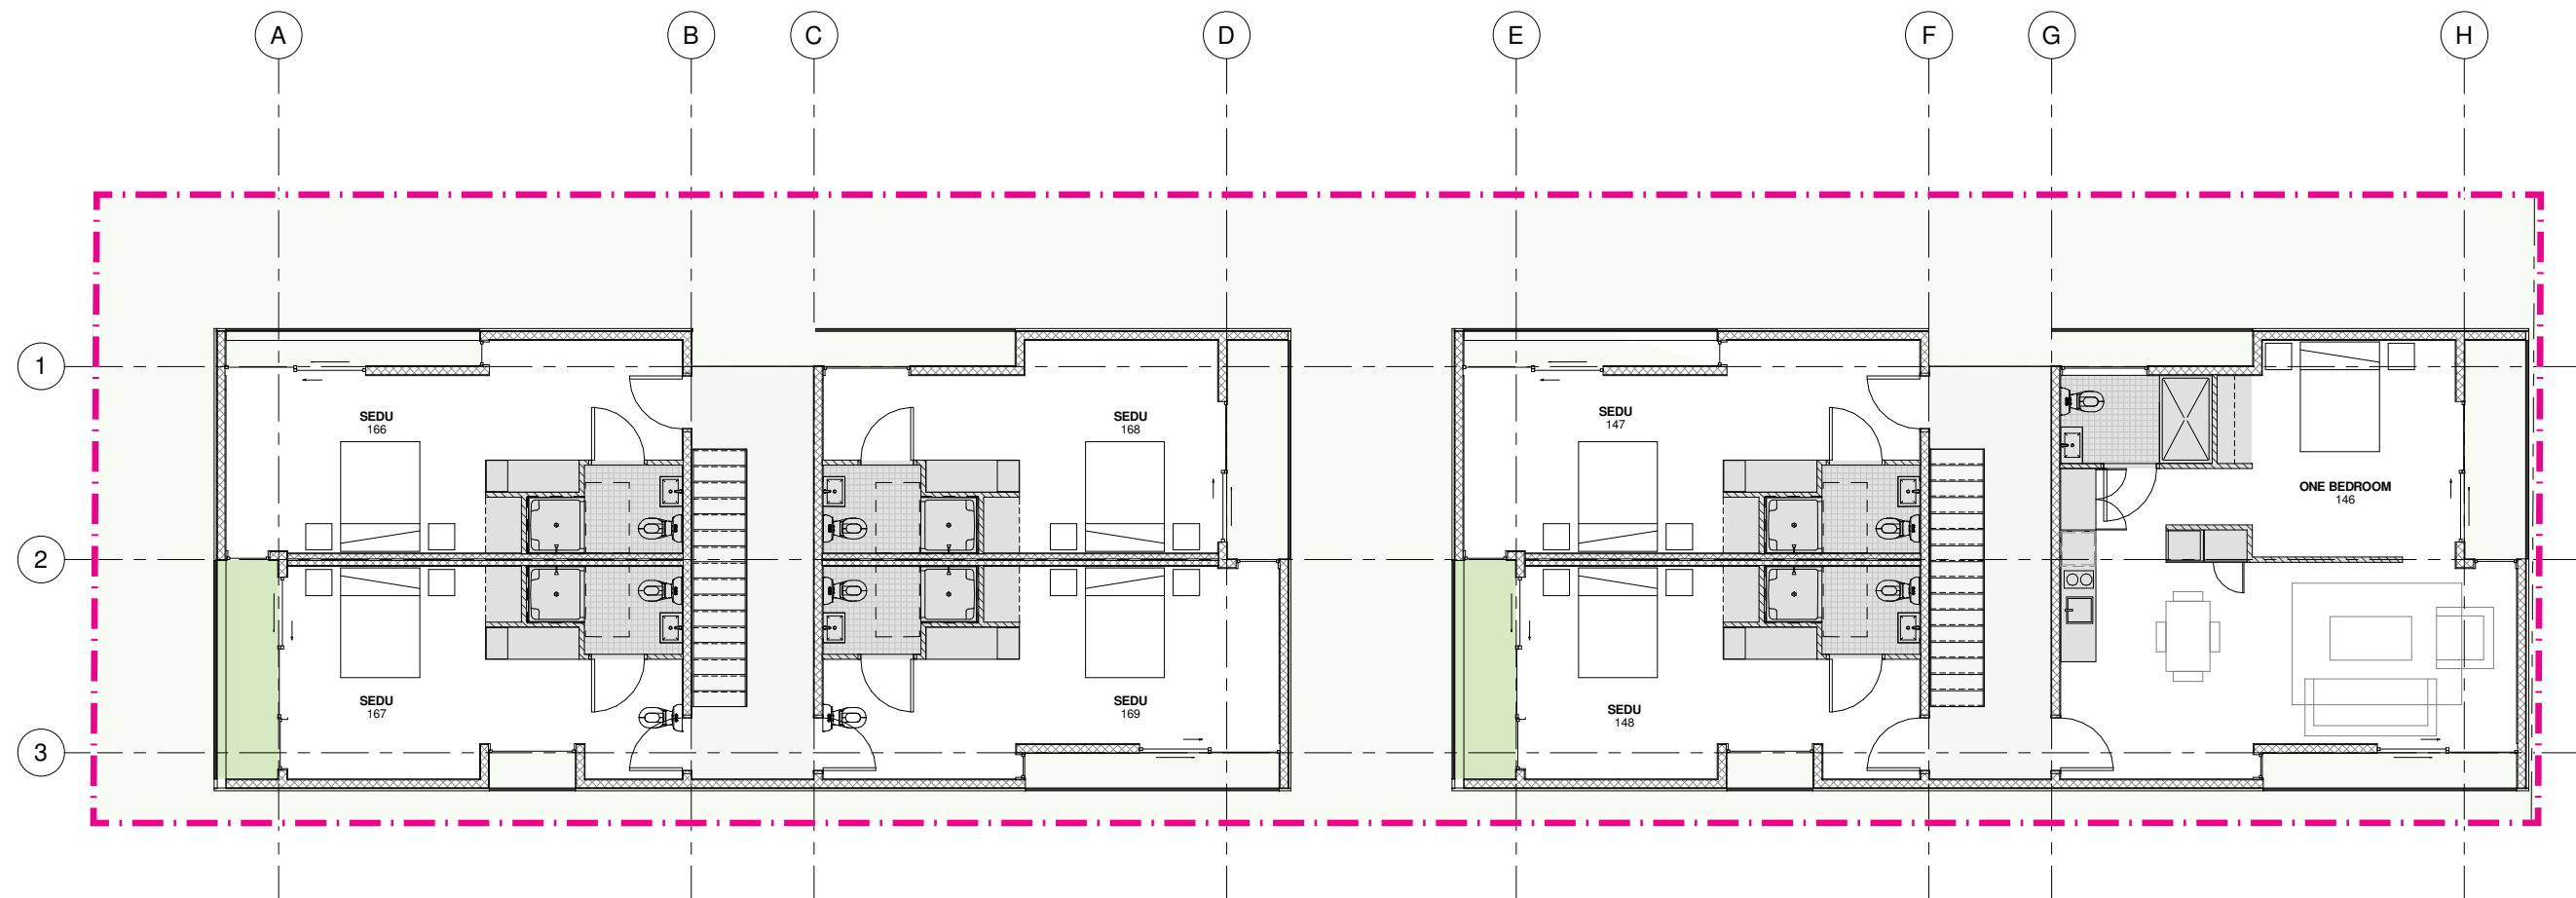 A B C D E F G H
1
2
3
SEDU
166
SEDU
168
SEDU
147
ONE BEDROOM
146
SEDU
167
SEDU
169
SEDU
148